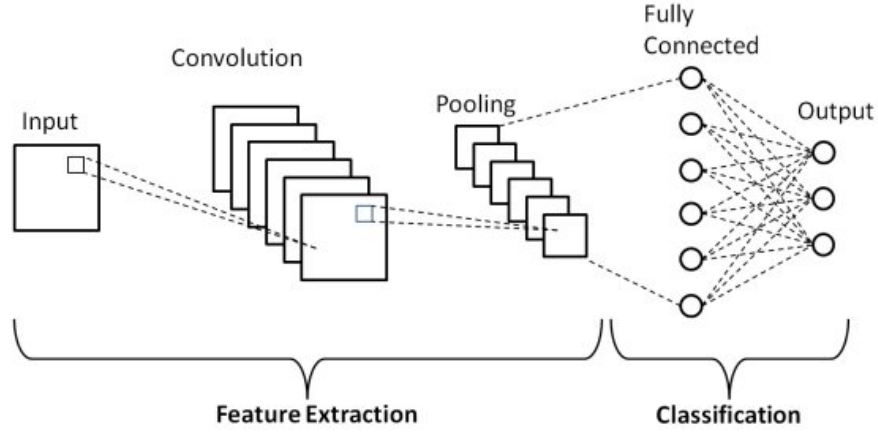 Input
Convolution
Pooling
Fully
Connected
Output
Feature Extraction
Classification